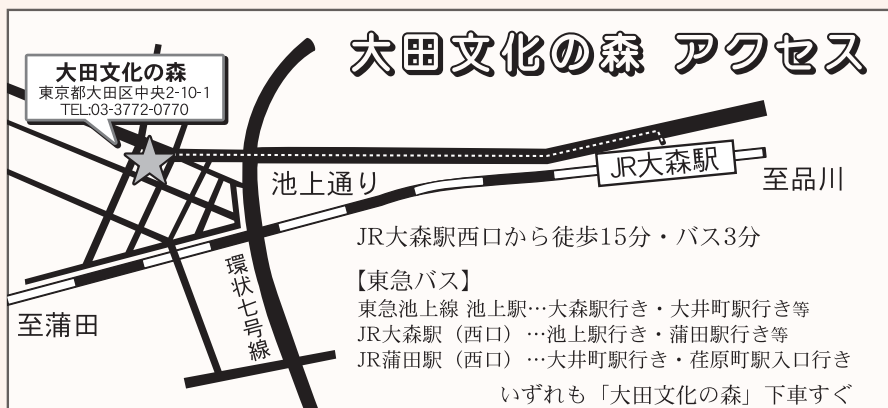 大田文化の森 アクセス
大田文化の森
東京都大田区中央2-10-1
TEL:03-3772-0770
池上通り
JR大森駅
至品川
至蒲田
環状七号線
JR大森駅西口から徒歩15分・バス3分
【東急バス】
東急池上線 池上駅…大森駅行き・大井町駅行き等
JR大森駅（西口）…池上駅行き・蒲田駅行き等
JR蒲田駅（西口）…大井町駅行き・荏原町駅入口行き
いずれも「大田文化の森」下車すぐ